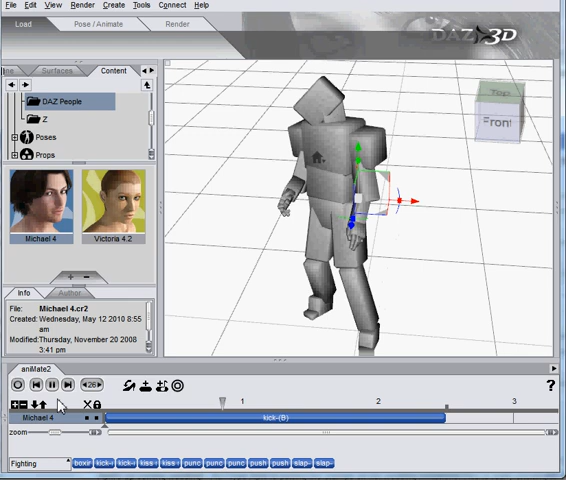 File Edit View Render Create Tools Connect Help
Load Pose / Animate Render
DAZ 3D
Surfaces Content
DAZ People
Z
Poses
Props
Top
Front
Michael 4 Victoria 4.2
Info Author
File: Michael 4.cr2
Created: Wednesday, May 12 2010 8:55
am
Modified: Thursday, November 20 2008
3:41 pm
aniMate2
26
?
1 2 3
Michael 4 kick-(B)
zoom
Fighting boxir kick-( kick-( kiss kiss punc punc punc push push slap- slap-